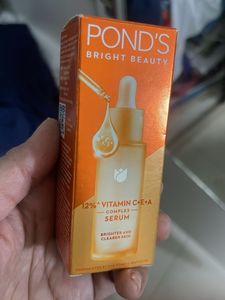 POND'S
BRIGHT BEAUTY
12%^ VITAMIN C+E+A
COMPLEX
SERUM
BRIGHTER AND
CLEARER SKIN